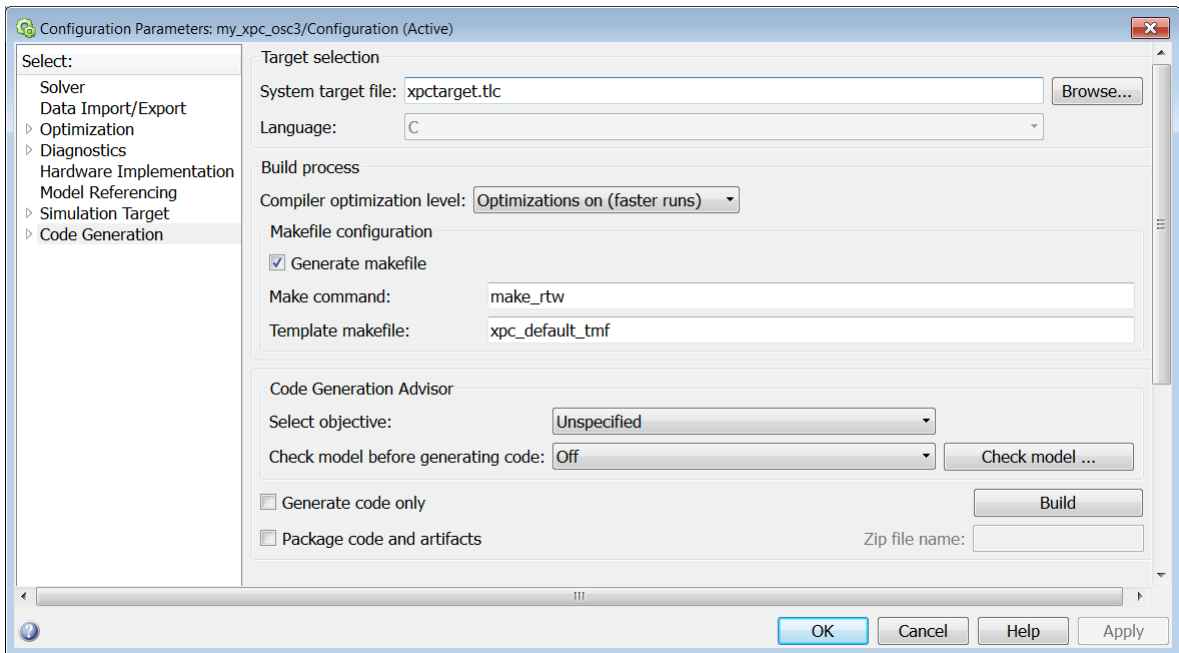 Configuration Parameters: my_xpc_osc3/Configuration (Active)
Select:
Solver
Data Import/Export
Optimization
Diagnostics
Hardware Implementation
Model Referencing
Simulation Target
Code Generation
Target selection
System target file: xpctarget.tlc Browse...
Language: C
Build process
Compiler optimization level: Optimizations on (faster runs)
Makefile configuration
Generate makefile
Make command: make_rtw
Template makefile: xpc_default_tmf
Code Generation Advisor
Select objective: Unspecified
Check model before generating code: Off Check model ...
Generate code only Build
Package code and artifacts Zip file name:
OK Cancel Help Apply